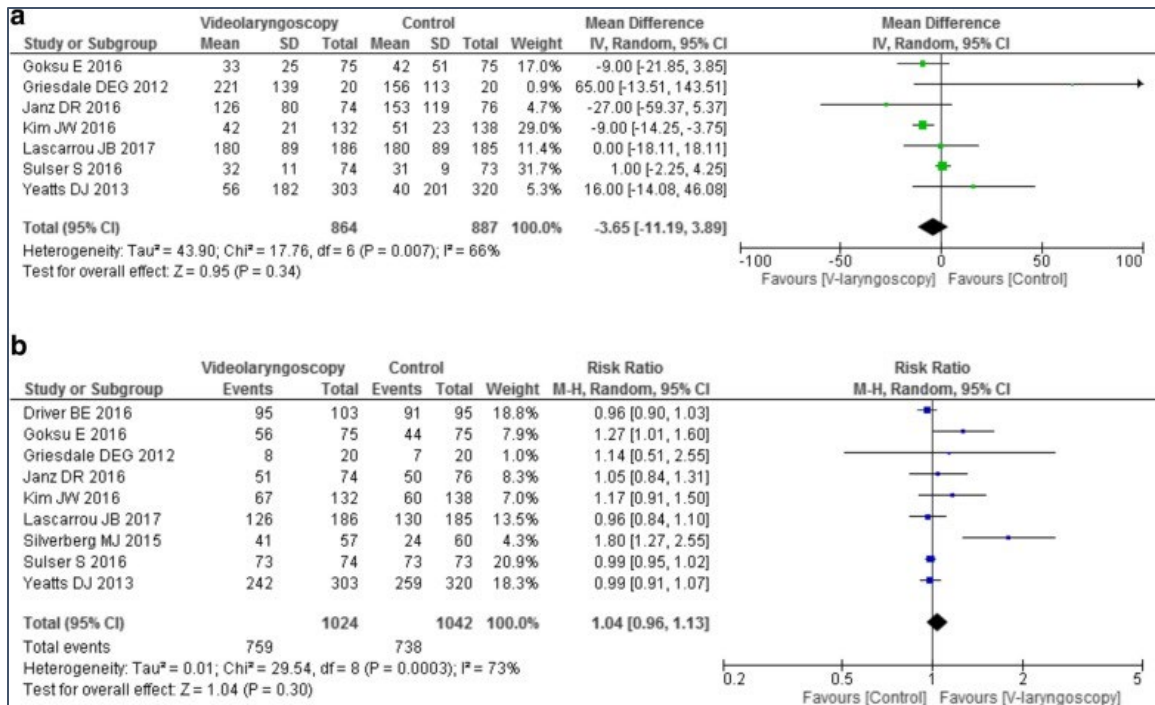 a
Videolaryngoscopy Control Mean Difference Mean Difference
Study or Subgroup Mean SD Total Mean SD Total Weight IV, Random, 95% CI IV, Random, 95% CI
Goksu E 2016 33 25 75 42 51 75 17.0% -9.00 [-21.85, 3.85]
Griesdale DEG 2012 221 139 20 156 113 20 0.9% 65.00 [-13.51, 143.51]
Janz DR 2016 126 80 74 153 119 76 4.7% -27.00 [-59.37, 5.37]
Kim JW 2016 42 21 132 51 23 138 29.0% -9.00 [-14.25, -3.75]
Lascarrou JB 2017 180 89 186 180 89 185 11.4% 0.00 [-18.11, 18.11]
Sulser S 2016 32 11 74 31 9 73 31.7% 1.00 [-2.25, 4.25]
Yeatts DJ 2013 56 182 303 40 201 320 5.3% 16.00 [-14.08, 46.08]
Total (95% CI) 864 887 100.0% -3.65 [-11.19, 3.89]
Heterogeneity: Tau² = 43.90; Chi² = 17.76, df = 6 (P = 0.007); I² = 66%
Test for overall effect: Z = 0.95 (P = 0.34)
-100 -50 0 50 100
Favours [V-laryngoscopy] Favours [Control]
b
Videolaryngoscopy Control Risk Ratio Risk Ratio
Study or Subgroup Events Total Events Total Weight M-H, Random, 95% CI M-H, Random, 95% CI
Driver BE 2016 95 103 91 95 18.8% 0.96 [0.90, 1.03]
Goksu E 2016 56 75 44 75 7.9% 1.27 [1.01, 1.60]
Griesdale DEG 2012 8 20 7 20 1.0% 1.14 [0.51, 2.55]
Janz DR 2016 51 74 50 76 8.3% 1.05 [0.84, 1.31]
Kim JW 2016 67 132 60 138 7.0% 1.17 [0.91, 1.50]
Lascarrou JB 2017 126 186 130 185 13.5% 0.96 [0.84, 1.10]
Silverberg MJ 2015 41 57 24 60 4.3% 1.80 [1.27, 2.55]
Sulser S 2016 73 74 73 73 20.9% 0.99 [0.95, 1.02]
Yeatts DJ 2013 242 303 259 320 18.3% 0.99 [0.91, 1.07]
Total (95% CI) 1024 1042 100.0% 1.04 [0.96, 1.13]
Total events 759 738
Heterogeneity: Tau² = 0.01; Chi² = 29.54, df = 8 (P = 0.0003); I² = 73%
Test for overall effect: Z = 1.04 (P = 0.30)
0.2 0.5 1 2 5
Favours [Control] Favours [V-laryngoscopy]